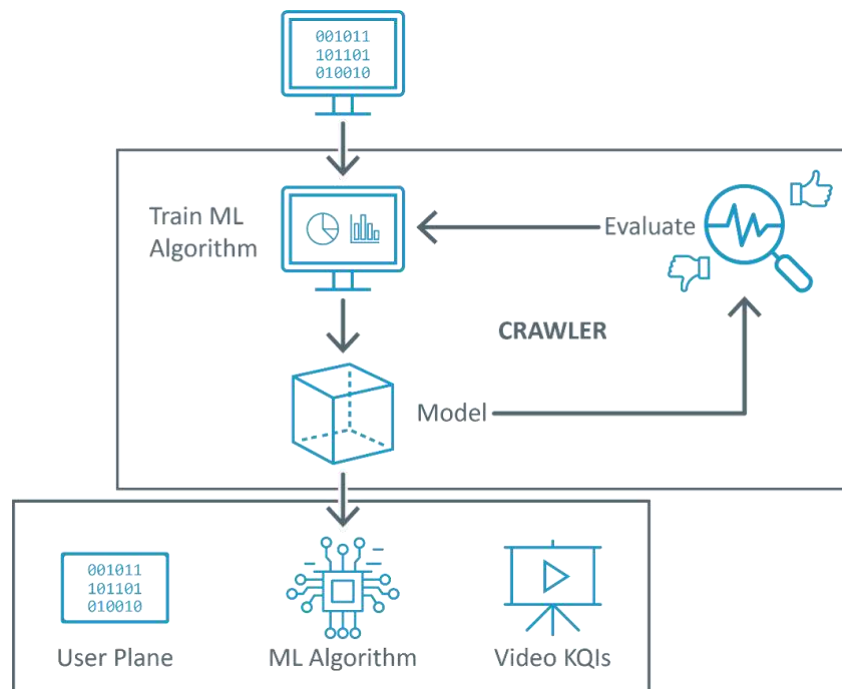 001011
101101
010010
Train ML
Algorithm
Evaluate
CRAWLER
Model
001011
101101
010010
User Plane
ML Algorithm
Video KQIs